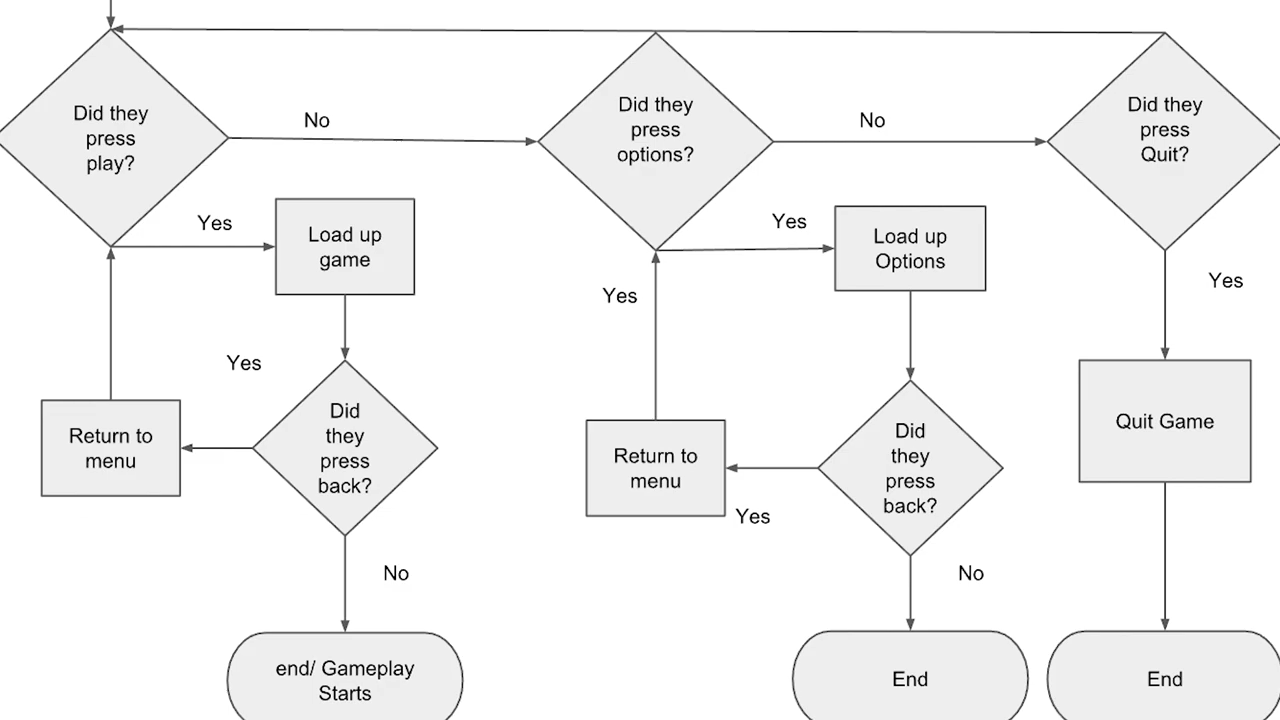 Did they
press
play?
No
Did they
press
options?
No
Did they
press
Quit?
Yes
Load up
game
Yes
Load up
Options
Yes
Yes
Yes
Did
they
press
back?
Return to
menu
Did
they
press
back?
Return to
menu
Quit Game
Yes
No
No
end/ Gameplay
Starts
End
End